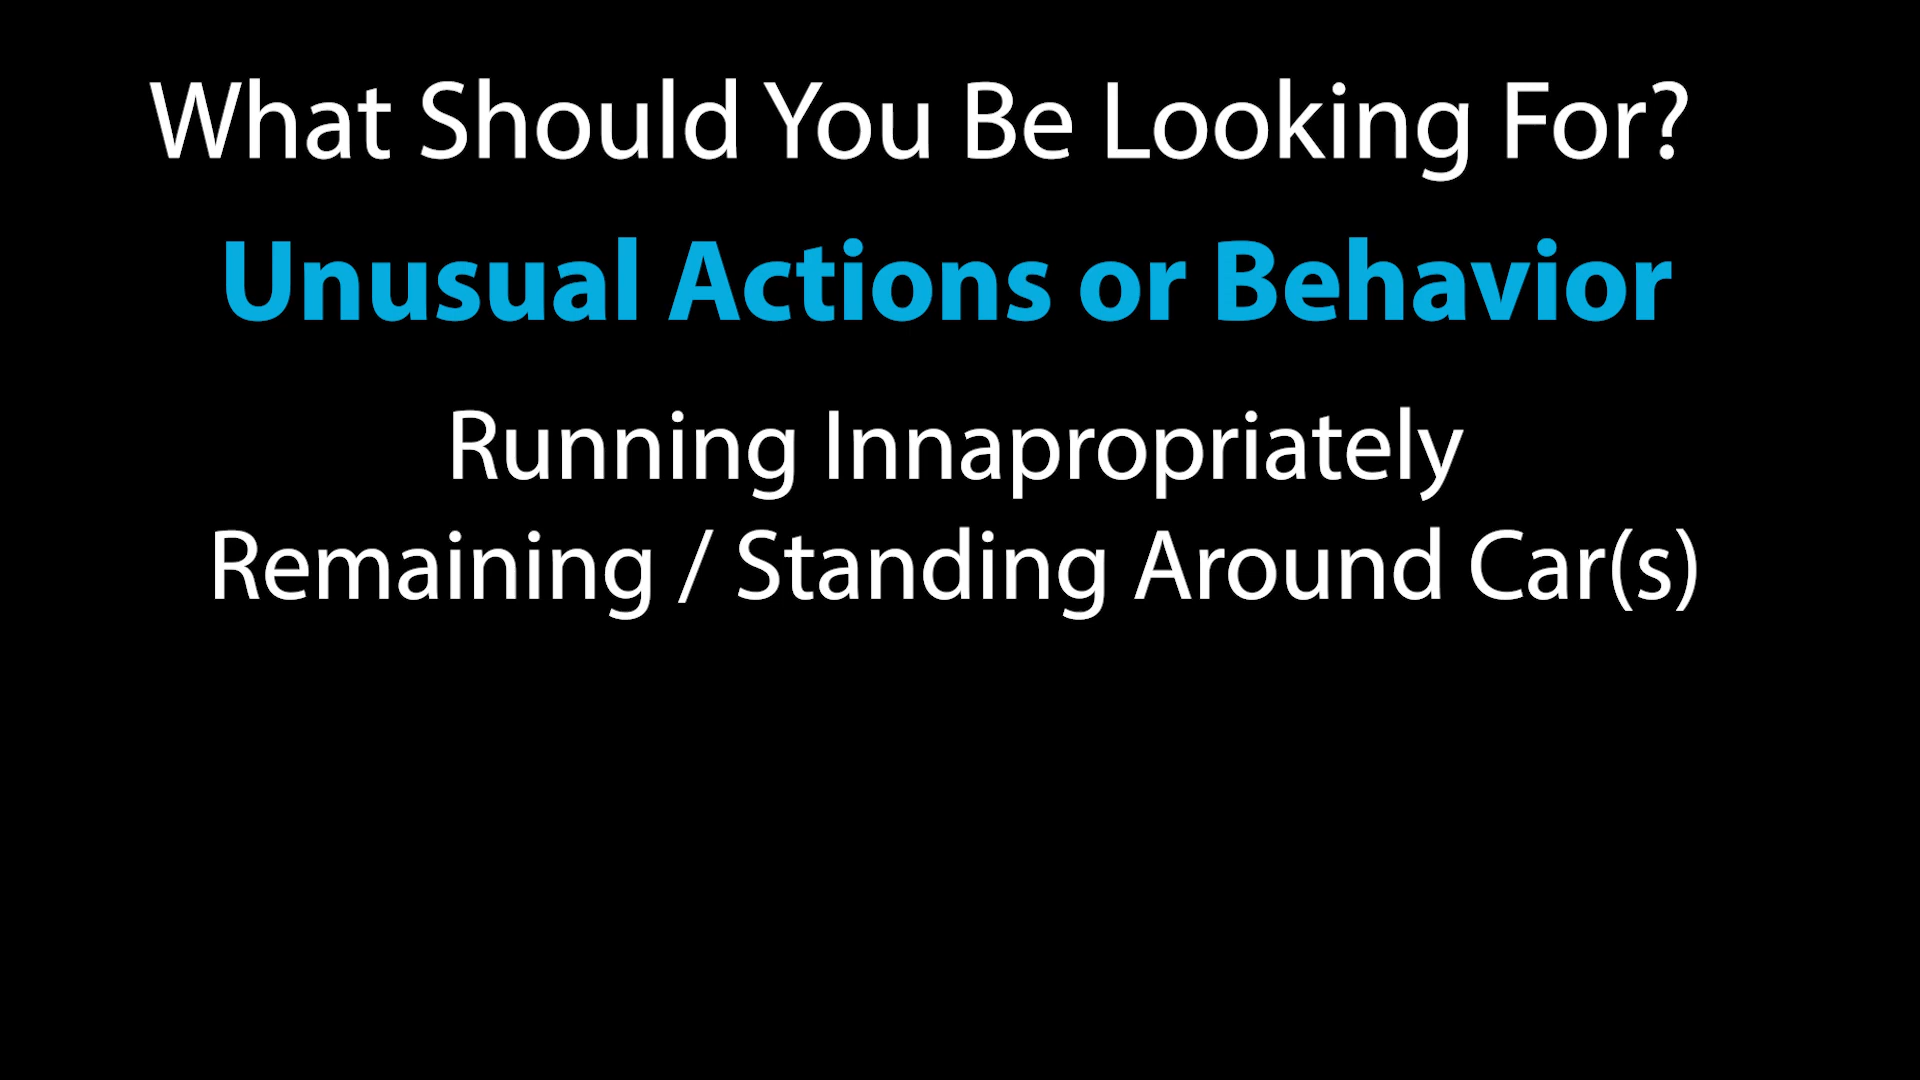 What Should You Be Looking For?
Unusual Actions or Behavior
Running Innapropriately
Remaining / Standing Around Car(s)